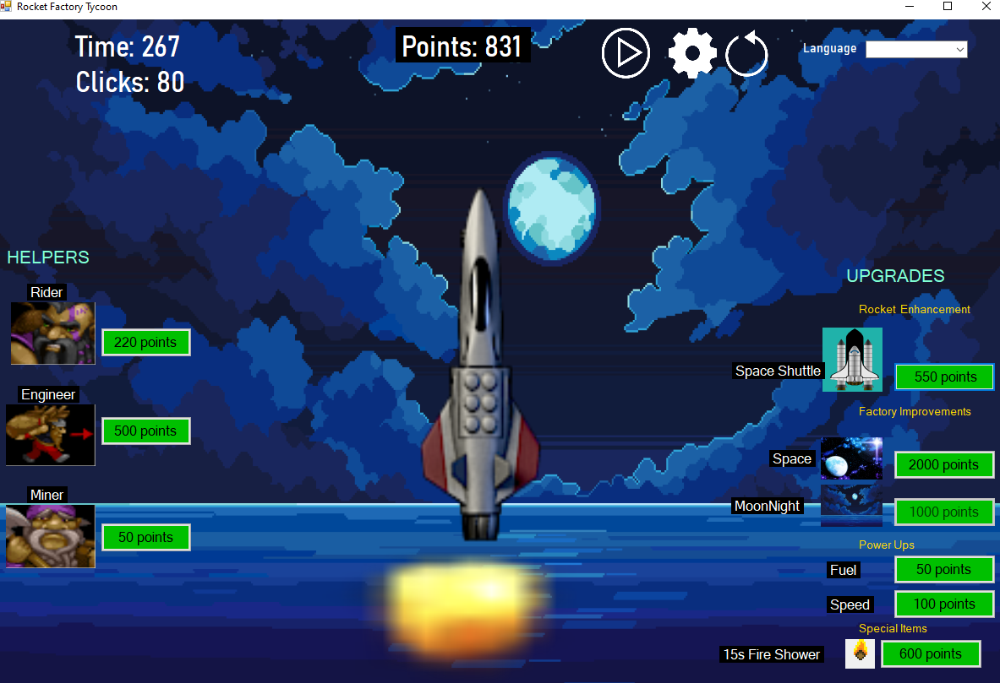 Rocket Factory Tycoon
Time: 267
Clicks: 80
Points: 831
Language
HELPERS
Rider
220 points
Engineer
500 points
Miner
50 points
UPGRADES
Rocket Enhancement
Space Shuttle
550 points
Factory Improvements
Space
2000 points
MoonNight
1000 points
Power Ups
Fuel
50 points
Speed
100 points
Special Items
15s Fire Shower
600 points